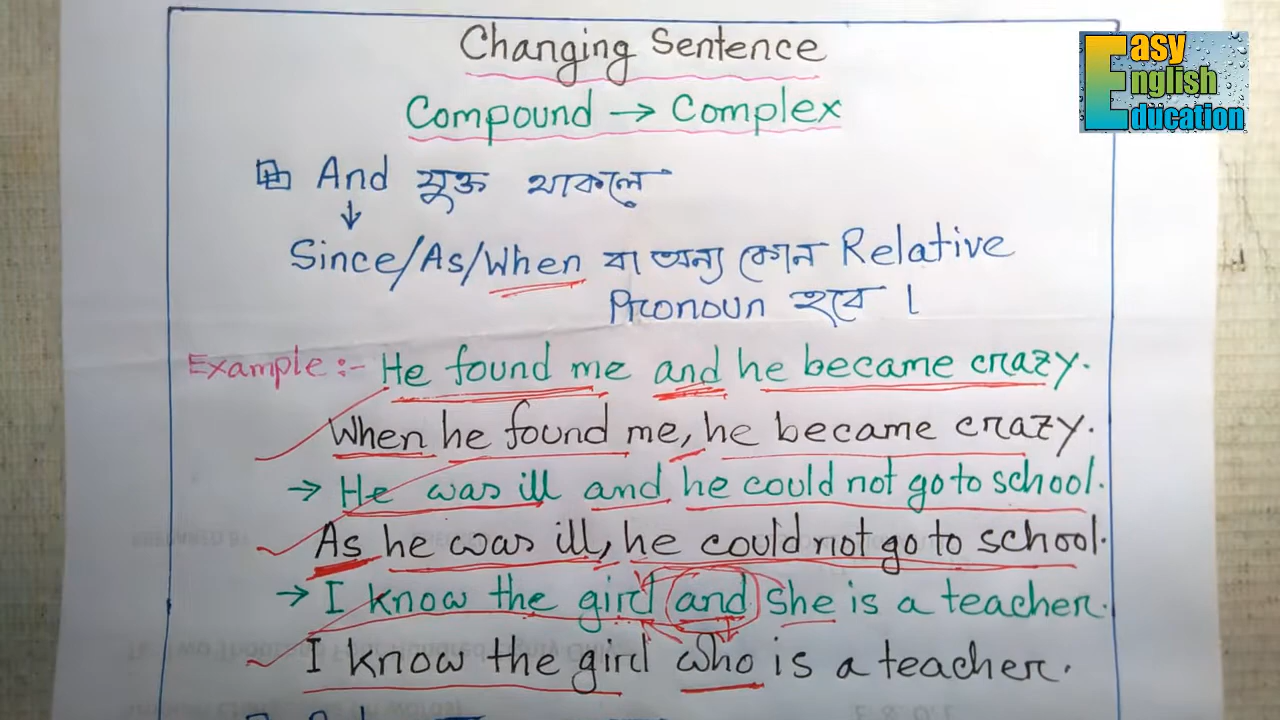 Changing Sentence
Easy
English
Education
Compound → Complex
And যুক্ত থাকলে
↓
Since/As/When বা অন্য কোন Relative
Pronoun হবে ।
Example:- He found me and he became crazy.
When he found me, he became crazy.
→ He was ill and he could not go to school.
As he was ill, he could not go to school.
→ I know the girl and she is a teacher.
I know the girl who is a teacher.